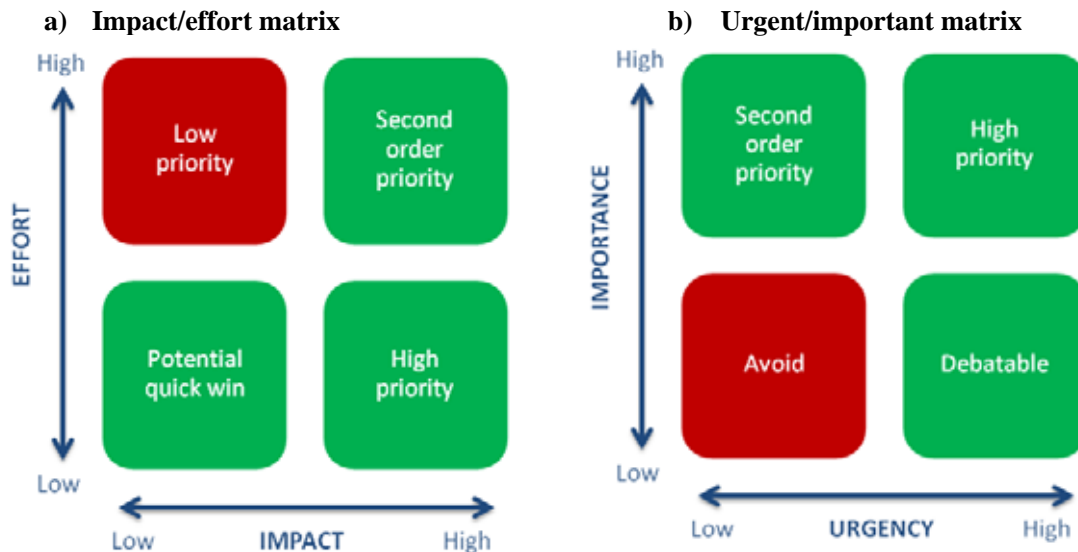 a) Impact/effort matrix
High
Low
priority
Second
order
priority
EFFORT
Potential
quick win
High
priority
Low
Low
IMPACT
High
b) Urgent/important matrix
High
Second
order
priority
High
priority
IMPORTANCE
Avoid
Debatable
Low
Low
URGENCY
High